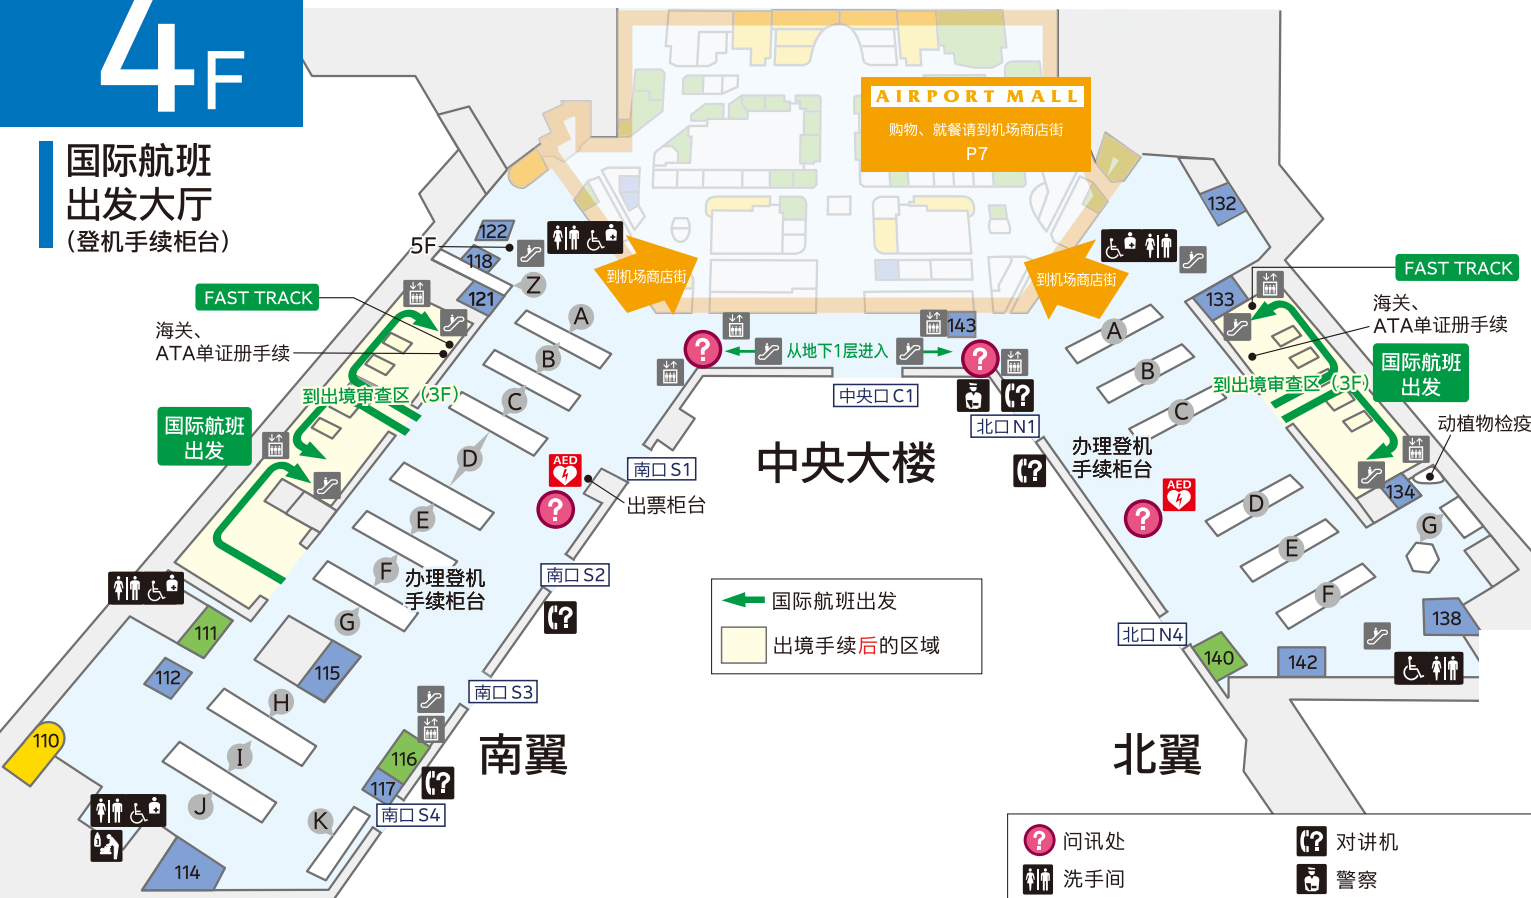 4F
国际航班
出发大厅
（登机手续柜台）
AIRPORT MALL
购物、就餐请到机场商店街
P7
5F
122
118
121
Z
到机场商店街
到机场商店街
132
133
FAST TRACK
海关、
ATA单证册手续
FAST TRACK
海关、
ATA单证册手续
国际航班
出发
国际航班
出发
到出境审查区（3F）
到出境审查区（3F）
动植物检疫
134
A
B
C
D
E
F
G
H
I
J
K
A
B
C
D
E
F
G
143
从地下1层进入
?
?
中央口 C1
北口 N1
?
?
中央大楼
南口 S1
AED
?
出票柜台
南口 S2
?
办理登机
手续柜台
办理登机
手续柜台
AED
?
北口 N4
国际航班出发
出境手续后的区域
111
112
115
110
116
117
114
南口 S3
南口 S4
?
南翼
北翼
138
140
142
?
问讯处
?
对讲机
洗手间
警察